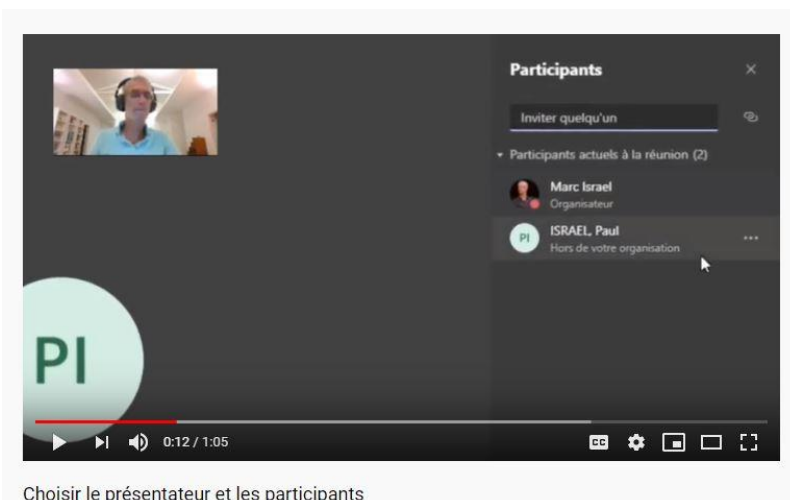 Participants
Inviter quelqu'un
Participants actuels à la réunion (2)
Marc Israel
Organisateur
PI
ISRAEL, Paul
Hors de votre organisation
PI
0:12 / 1:05
CC
Choisir le présentateur et les participants